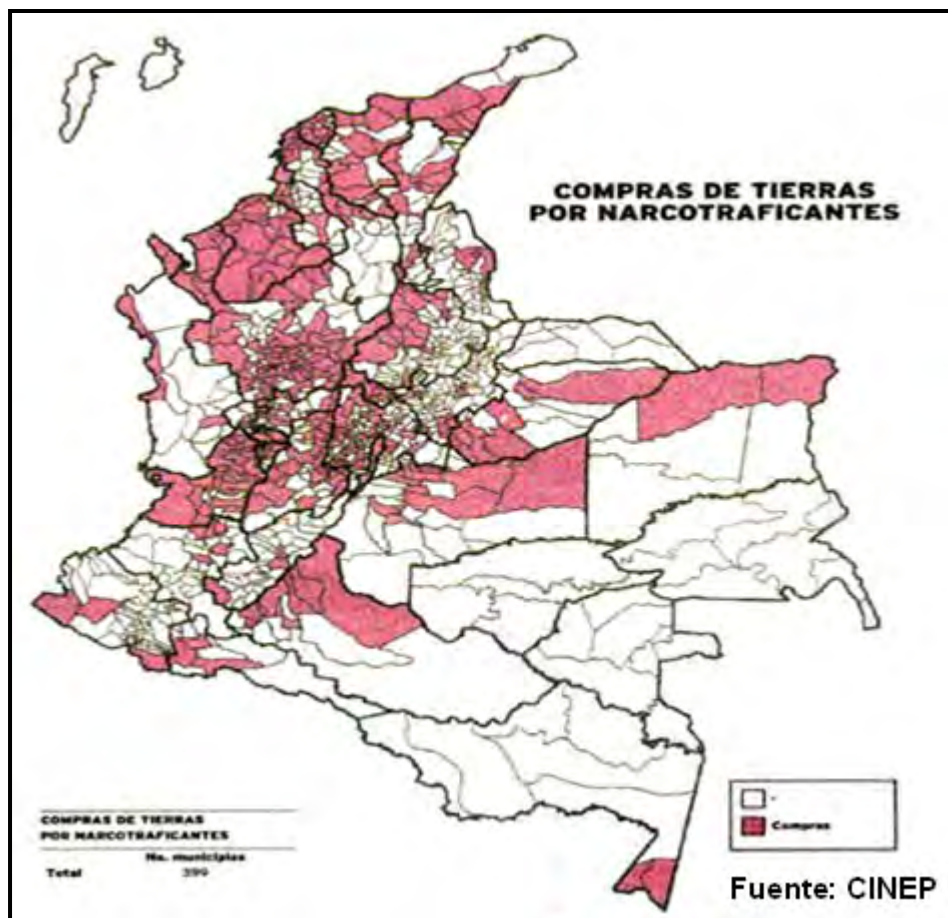 COMPRAS DE TIERRAS
POR NARCOTRAFICANTES
COMPRAS DE TIERRAS
POR NARCOTRAFICANTES
No. municipios
Total 399
-
Compras
Fuente: CINEP